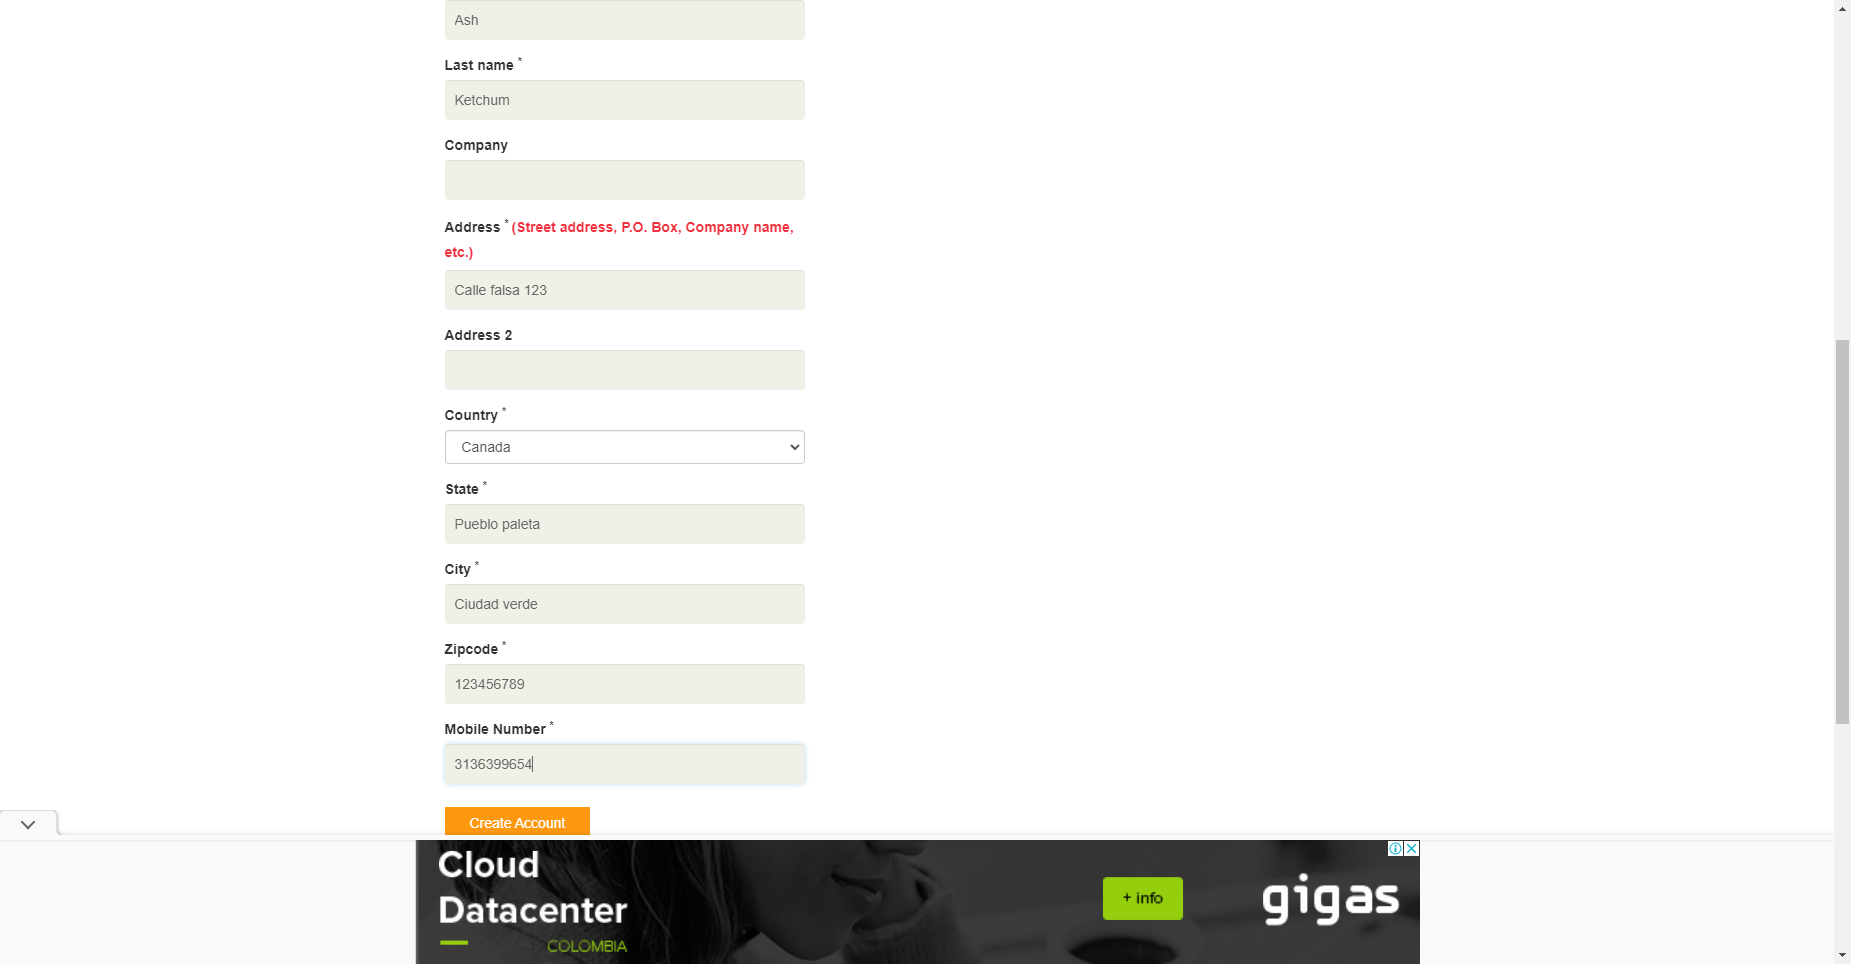 Ash
Last name *
Ketchum
Company
Address * (Street address, P.O. Box, Company name,
etc.)
Calle falsa 123
Address 2
Country *
Canada
State *
Pueblo paleta
City *
Ciudad verde
Zipcode *
123456789
Mobile Number *
3136399654
Create Account
Cloud
Datacenter
COLOMBIA
+ info
gigas